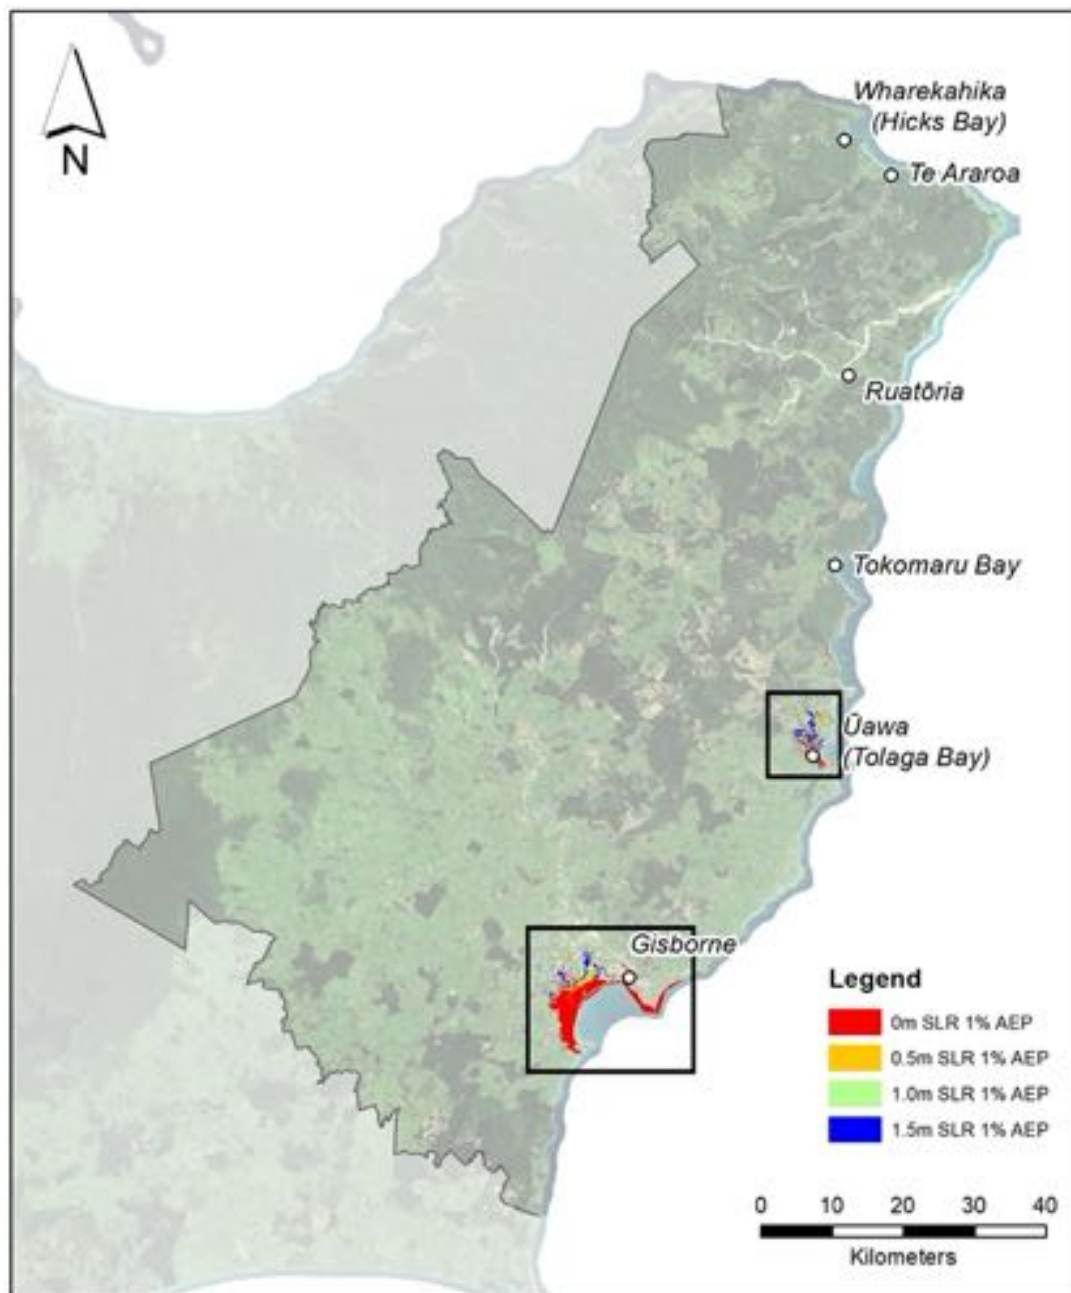 N
Wharekahika
(Hicks Bay)
Te Araroa
Ruatōria
Tokomaru Bay
Ūawa
(Tolaga Bay)
Gisborne
Legend
0m SLR 1% AEP
0.5m SLR 1% AEP
1.0m SLR 1% AEP
1.5m SLR 1% AEP
0 10 20 30 40
Kilometers